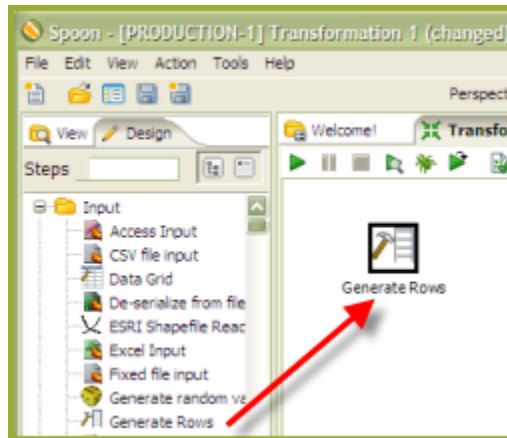 Spoon - [PRODUCTION-1] Transformation 1 (changed)
File Edit View Action Tools Help
Perspect
View Design
Welcome! Transfo
Steps
Input
Access Input
CSV file input
Data Grid
De-serialize from file
ESRI Shapefile Reac
Excel Input
Fixed file input
Generate random va
Generate Rows
Generate Rows